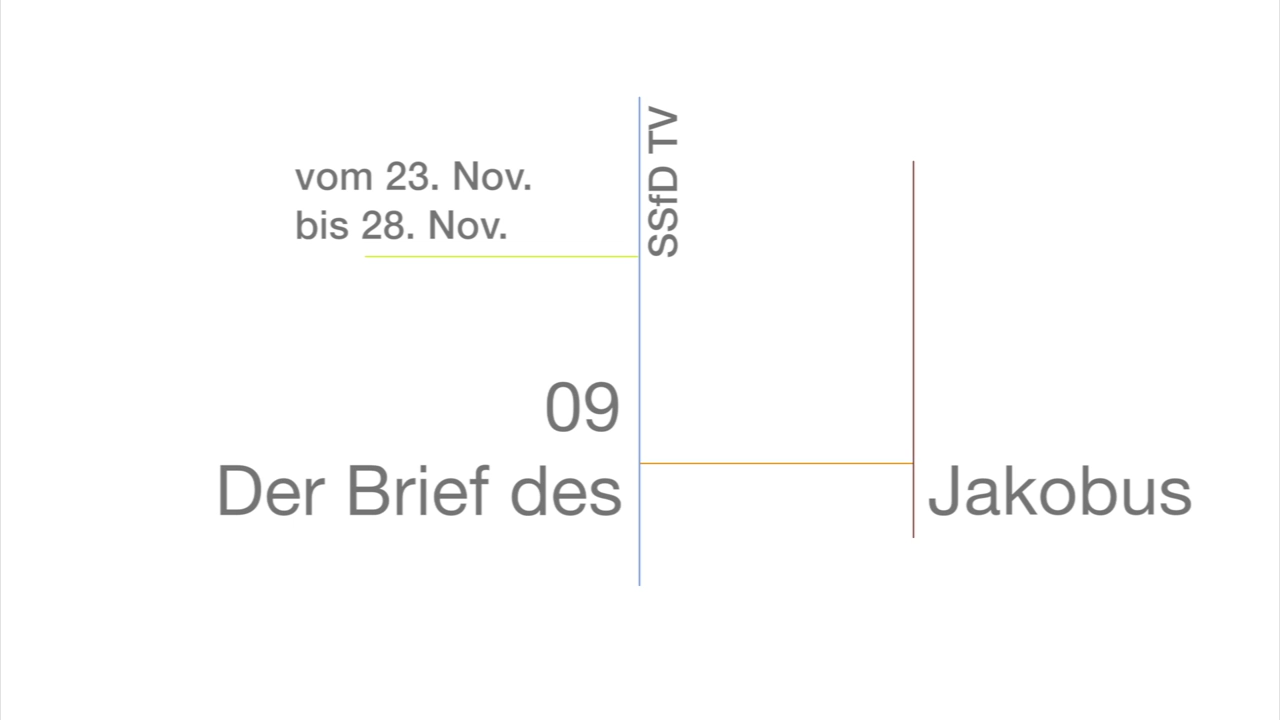 vom 23. Nov.
bis 28. Nov.
SSfD TV
09
Der Brief des Jakobus